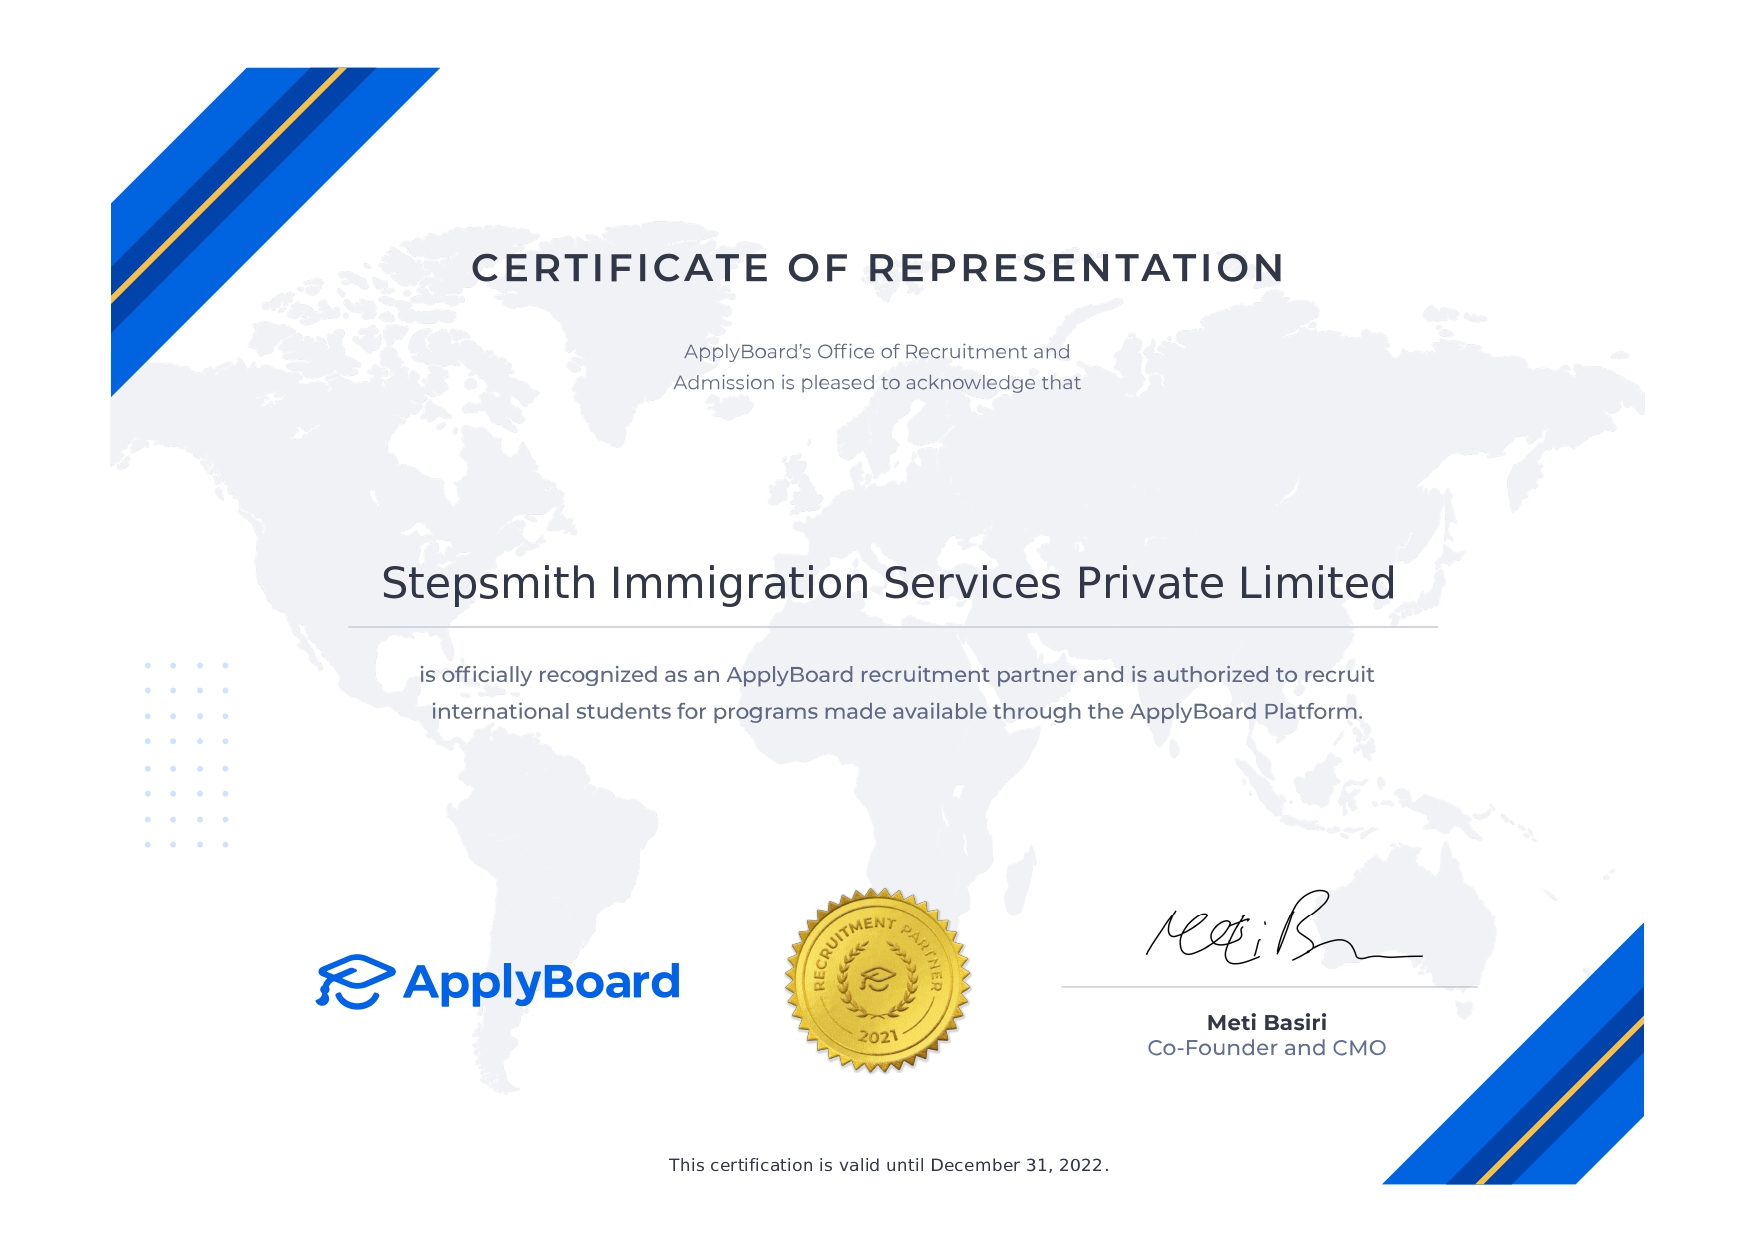 CERTIFICATE OF REPRESENTATION
ApplyBoard’s Office of Recruitment and
Admission is pleased to acknowledge that
Stepsmith Immigration Services Private Limited
is officially recognized as an ApplyBoard recruitment partner and is authorized to recruit
international students for programs made available through the ApplyBoard Platform.
ApplyBoard
RECRUITMENT PARTNER
2021
Meti B
Meti Basiri
Co-Founder and CMO
This certification is valid until December 31, 2022.